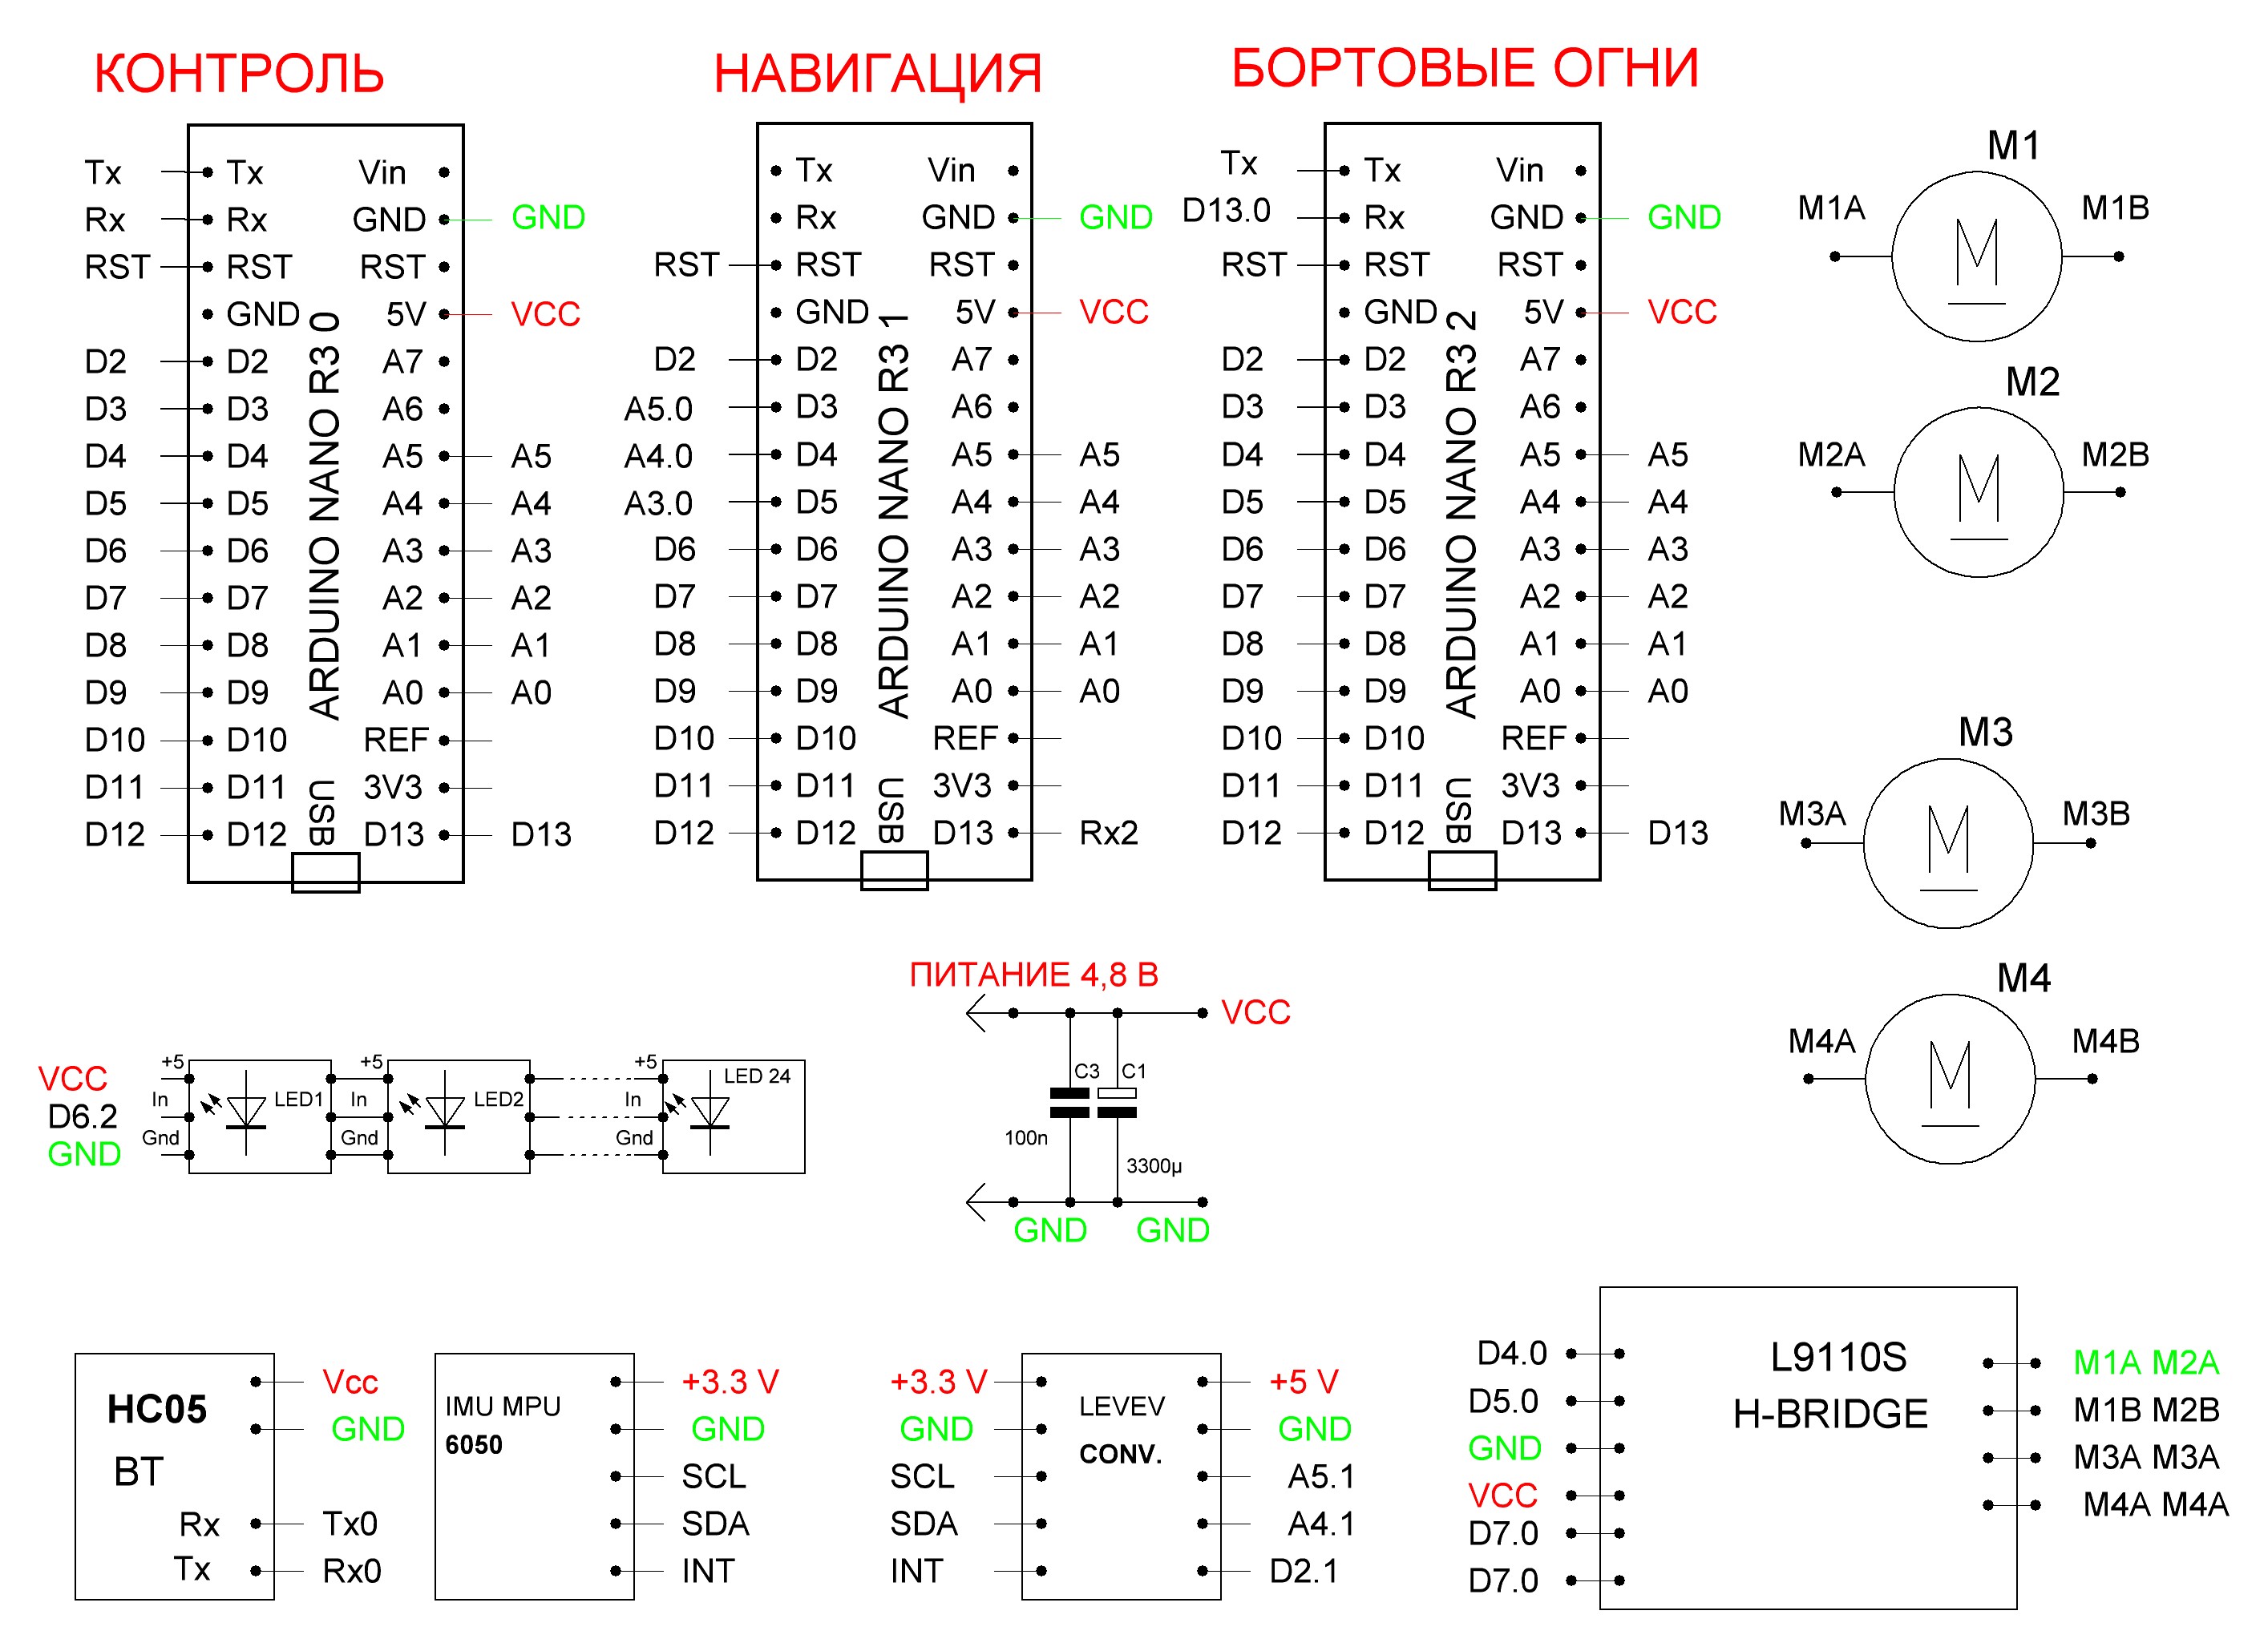 КОНТРОЛЬ
Tx Tx Vin
Rx Rx GND GND
RST RST RST
GND 5V VCC
D2 D2 A7
D3 D3 A6
D4 D4 A5 A5
D5 D5 A4 A4
D6 D6 A3 A3
D7 D7 A2 A2
D8 D8 A1 A1
D9 D9 A0 A0
D10 D10 REF
D11 D11 3V3
D12 D12 D13 D13
ARDUINO NANO R3 0
USB
НАВИГАЦИЯ
Tx Vin
Rx GND GND
RST RST RST
GND 5V VCC
D2 D2 A7
A5.0 D3 A6
A4.0 D4 A5 A5
A3.0 D5 A4 A4
D6 D6 A3 A3
D7 D7 A2 A2
D8 D8 A1 A1
D9 D9 A0 A0
D10 D10 REF
D11 D11 3V3
D12 D12 D13 Rx2
ARDUINO NANO R3 1
USB
БОРТОВЫЕ ОГНИ
Tx Tx Vin
D13.0 Rx GND GND
RST RST RST
GND 5V VCC
D2 D2 A7
D3 D3 A6
D4 D4 A5 A5
D5 D5 A4 A4
D6 D6 A3 A3
D7 D7 A2 A2
D8 D8 A1 A1
D9 D9 A0 A0
D10 D10 REF
D11 D11 3V3
D12 D12 D13 D13
ARDUINO NANO R3 2
USB
M1
M1A M M1B
M2
M2A M M2B
M3
M3A M M3B
M4
M4A M M4B
VCC +5 +5 +5 LED 24
D6.2 In LED1 In LED2 In
GND Gnd Gnd Gnd
ПИТАНИЕ 4,8 В
VCC
C3 C1
100n
3300µ
GND GND
HC05
BT
Vcc
GND
Rx Tx0
Tx Rx0
IMU MPU
6050
+3.3 V
GND
SCL
SDA
INT
LEVEV
CONV.
+3.3 V +5 V
GND GND
SCL A5.1
SDA A4.1
INT D2.1
L9110S
H-BRIDGE
D4.0 M1A M2A
D5.0 M1B M2B
GND M3A M3A
VCC M4A M4A
D7.0
D7.0